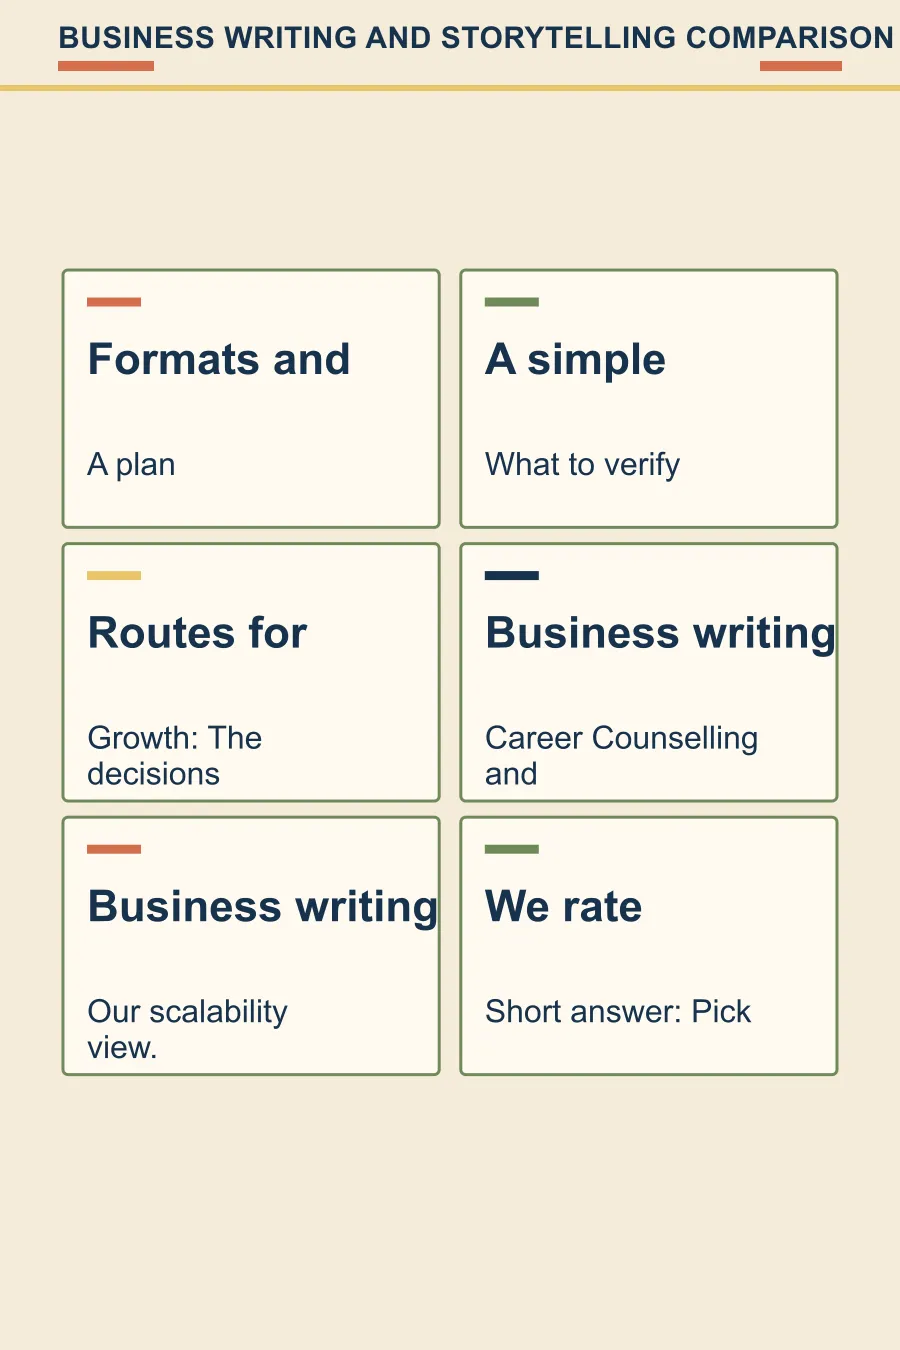 BUSINESS WRITING AND STORYTELLING COMPARISON
Formats and
A plan
A simple
What to verify
Routes for
Growth: The
decisions
Business writing
Career Counselling
and
Business writing
Our scalability
view.
We rate
Short answer: Pick